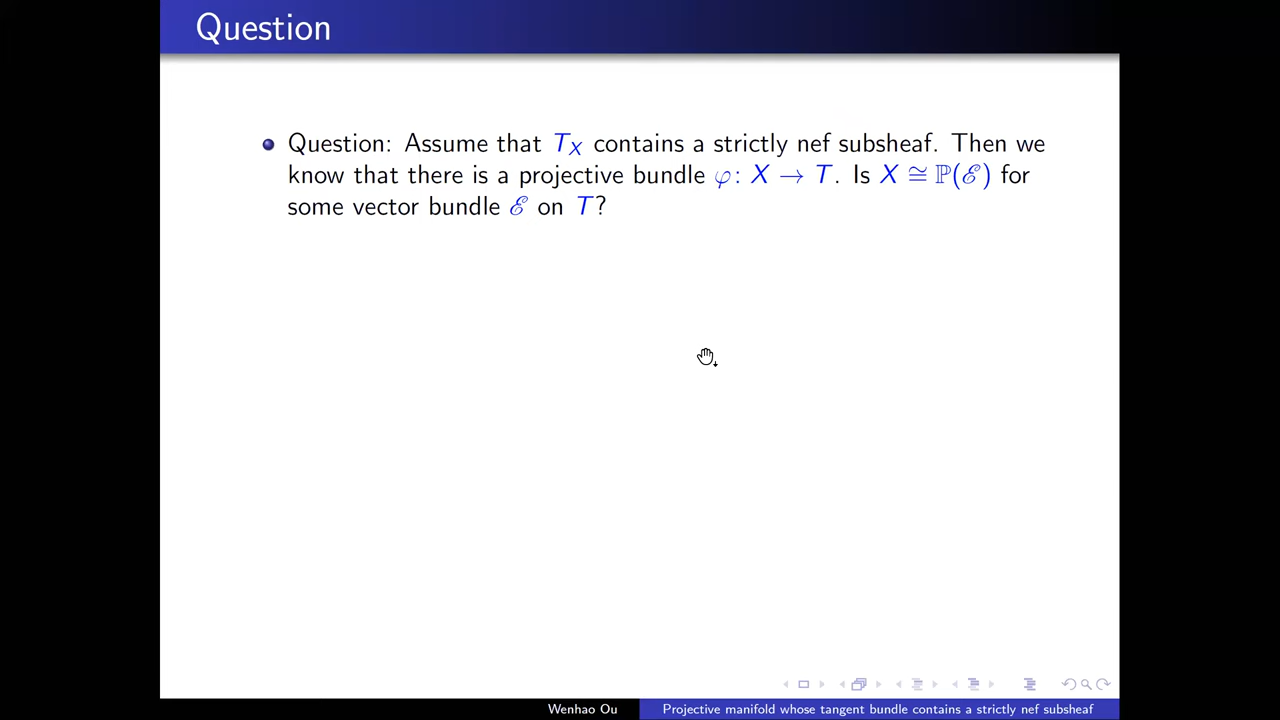 Question
Question: Assume that T_X contains a strictly nef subsheaf. Then we
know that there is a projective bundle φ: X → T. Is X ≅ ℙ(ℰ) for
some vector bundle ℰ on T?
Wenhao Ou
Projective manifold whose tangent bundle contains a strictly nef subsheaf